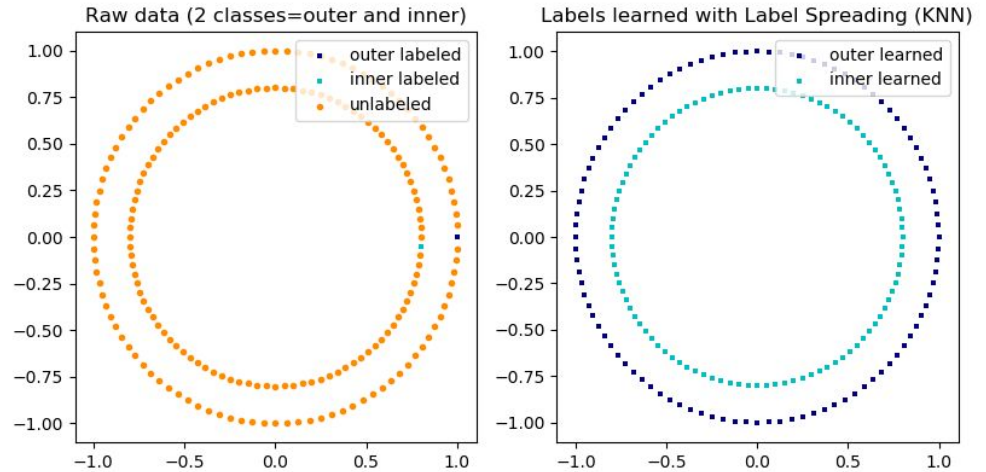 Raw data (2 classes=outer and inner)
1.00
0.75
0.50
0.25
0.00
−0.25
−0.50
−0.75
−1.00
−1.0 −0.5 0.0 0.5 1.0
outer labeled
inner labeled
unlabeled
Labels learned with Label Spreading (KNN)
1.00
0.75
0.50
0.25
0.00
−0.25
−0.50
−0.75
−1.00
−1.0 −0.5 0.0 0.5 1.0
outer learned
inner learned